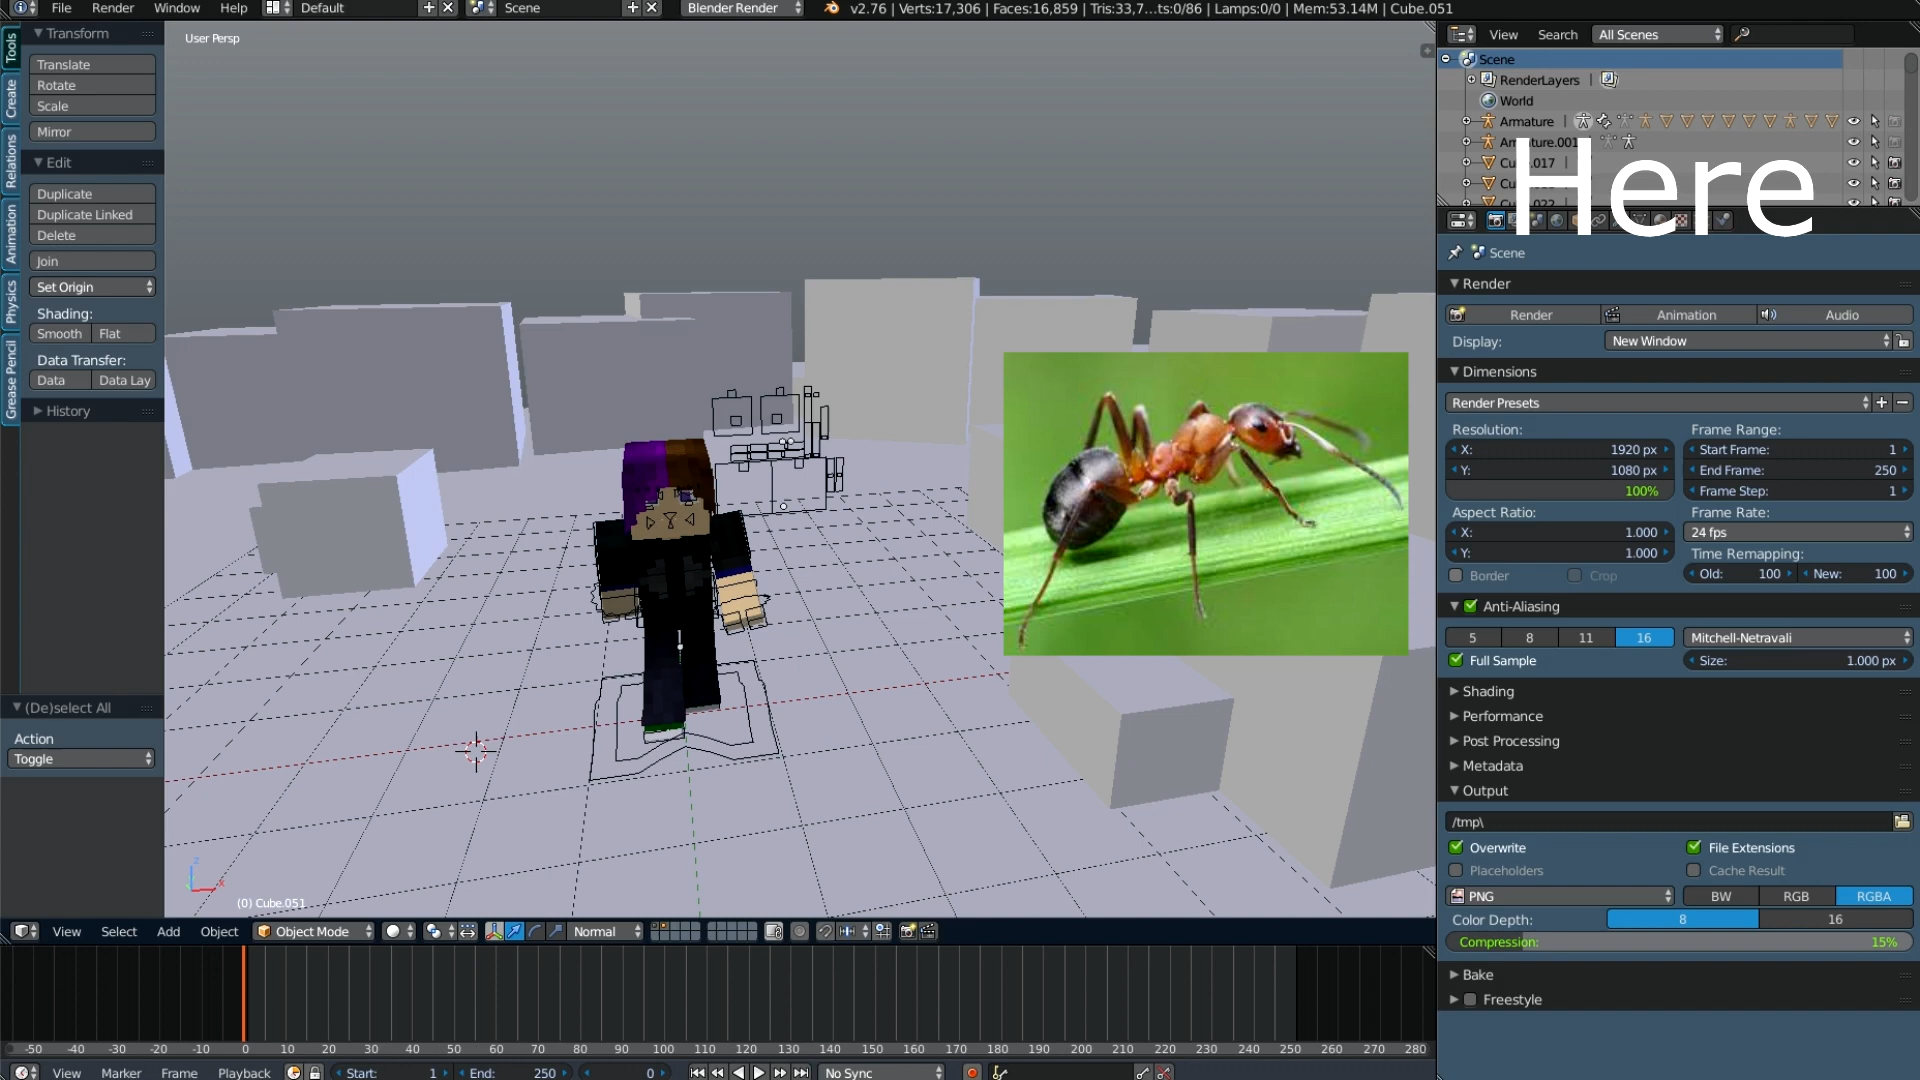 File Render Window Help Default Scene Blender Render v2.76 | Verts:17,306 | Faces:16,859 | Tris:33,7...ts:0/86 | Lamps:0/0 | Mem:53.14M | Cube.051
User Persp
Tools
Create
Relations
Animation
Physics
Grease Pencil
Transform
Translate
Rotate
Scale
Mirror
Edit
Duplicate
Duplicate Linked
Delete
Join
Set Origin
Shading:
Smooth Flat
Data Transfer:
Data Data Lay
History
(De)select All
Action
Toggle
(0) Cube.051
View Select Add Object Object Mode Normal
-50 -40 -30 -20 -10 0 10 20 30 40 50 60 70 80 90 100 110 120 130 140 150 160 170 180 190 200 210 220 230 240 250 260 270 280
View Marker Frame Playback Start: 1 End: 250 0 No Sync
View Search All Scenes
Scene
RenderLayers |
World
Armature |
Here
Scene
Render
Render Animation Audio
Display: New Window
Dimensions
Render Presets
Resolution: Frame Range:
X: 1920 px Start Frame: 1
Y: 1080 px End Frame: 250
100% Frame Step: 1
Aspect Ratio: Frame Rate:
X: 1.000 24 fps
Y: 1.000 Time Remapping:
Border Crop Old: 100 New: 100
Anti-Aliasing
5 8 11 16 Mitchell-Netravali
Full Sample Size: 1.000 px
Shading
Performance
Post Processing
Metadata
Output
/tmp\
Overwrite File Extensions
Placeholders Cache Result
PNG BW RGB RGBA
Color Depth: 8 16
Compression: 15%
Bake
Freestyle